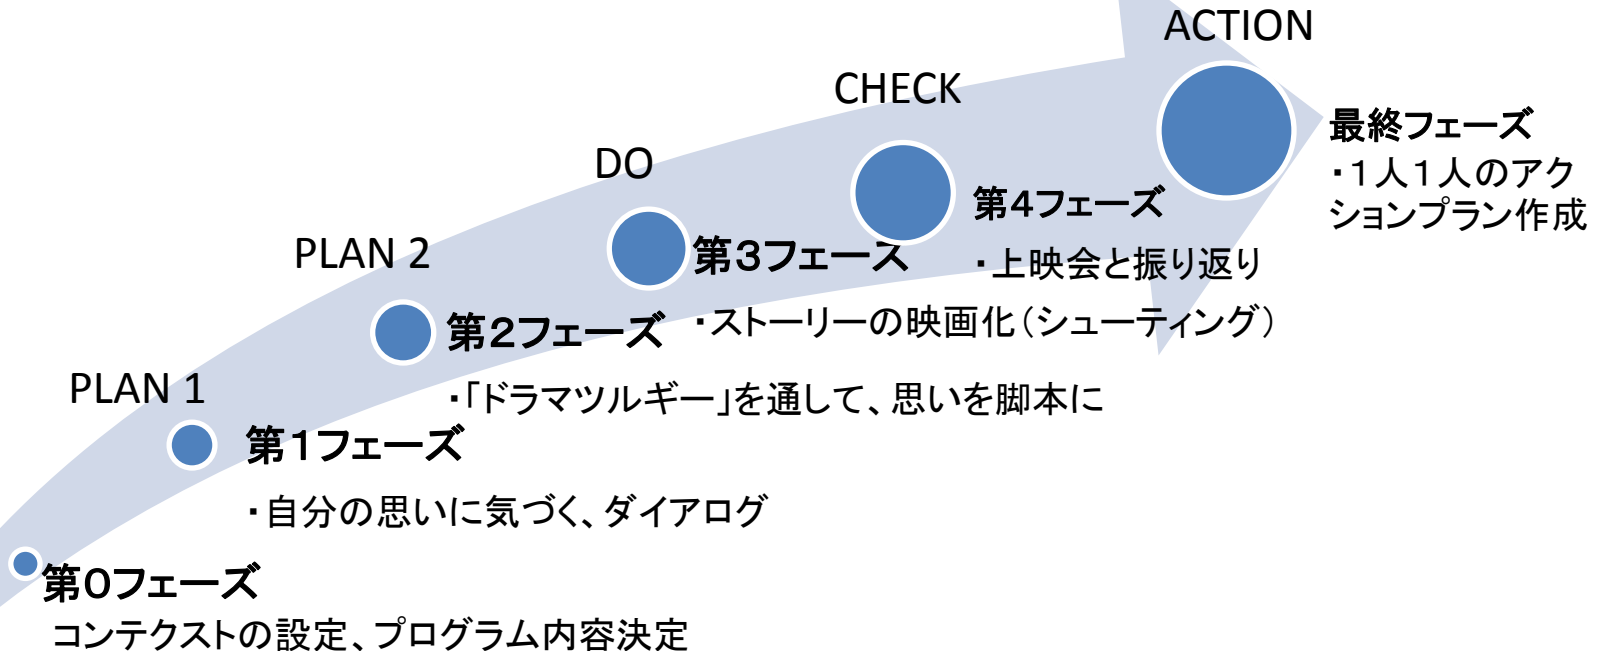 ACTION
最終フェーズ
・１人１人のアク
ションプラン作成
CHECK
第４フェーズ
・上映会と振り返り
DO
第３フェーズ
・ストーリーの映画化（シューティング）
PLAN 2
第２フェーズ
・「ドラマツルギー」を通して、思いを脚本に
PLAN 1
第１フェーズ
・自分の思いに気づく、ダイアログ
第０フェーズ
コンテクストの設定、プログラム内容決定